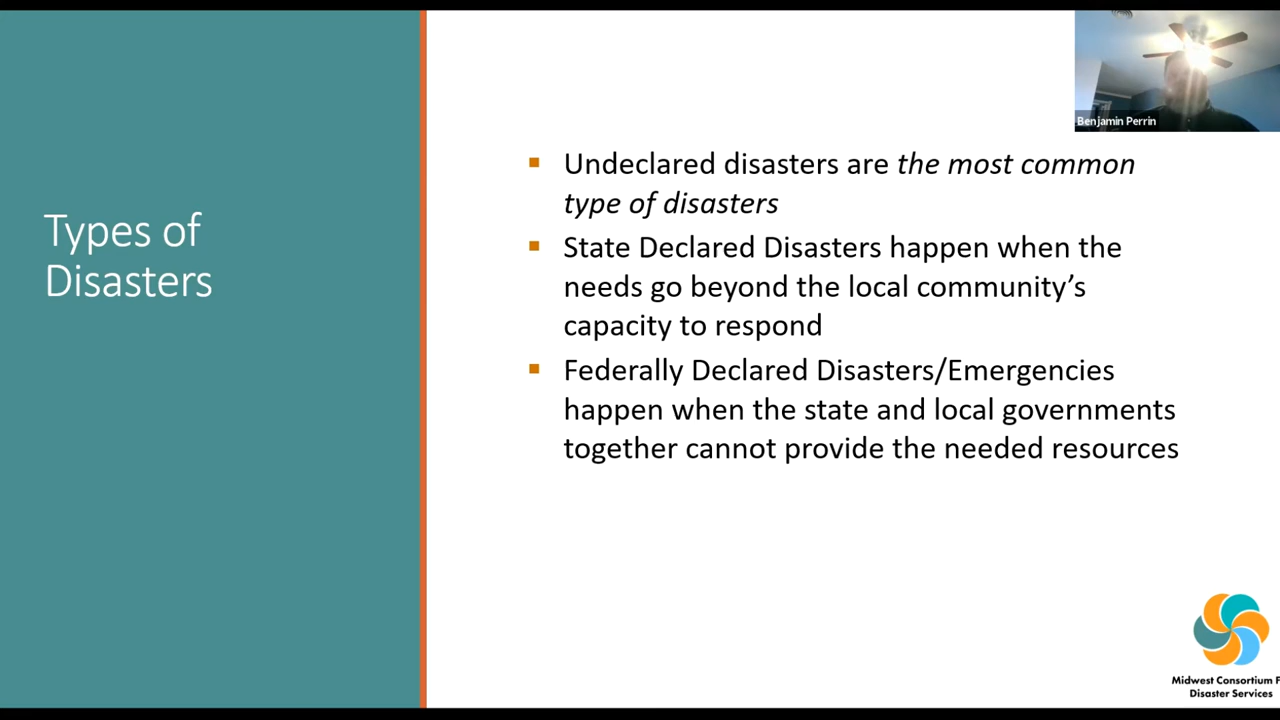 Benjamin Perrin
Types of
Disasters
Undeclared disasters are the most common
type of disasters
State Declared Disasters happen when the
needs go beyond the local community’s
capacity to respond
Federally Declared Disasters/Emergencies
happen when the state and local governments
together cannot provide the needed resources
Midwest Consortium F
Disaster Services